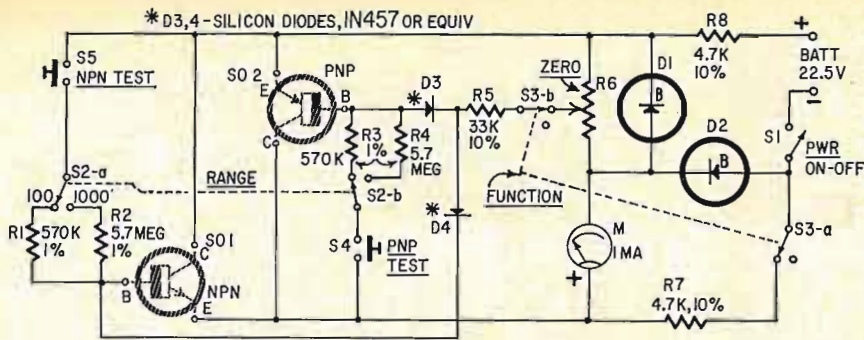 *D3,4-SILICON DIODES, 1N457 OR EQUIV
S5
NPN TEST
SO2
PNP
E
B
C
D3
*
R5
33K
10%
S3-b
ZERO
R6
D1
B
R8
4.7K
10%
+
BATT
22.5V
-
S1
PWR
ON-OFF
D2
B
R3
1%
570K
R4
5.7
MEG
S2-b
S2-a
RANGE
100
1000
R1
570K
1%
R2
5.7MEG
1%
SO1
C
B
NPN
E
S4
PNP
TEST
*
D4
FUNCTION
M
1MA
+
S3-a
R7
4.7K,10%